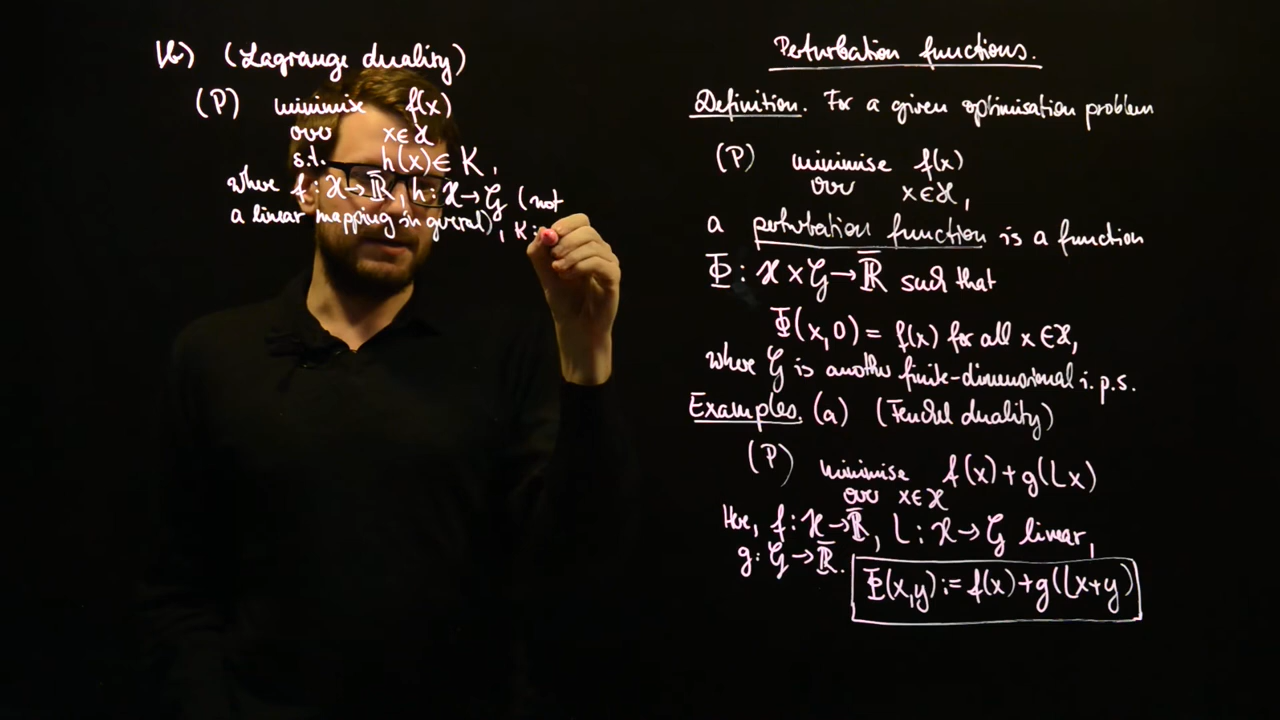 b) (Lagrange duality)
(P) minimise f(x)
over x∈𝓗
s.t. h(x)∈K,
where f:𝓗→ℝ̄, h:𝓗→𝓖 (not
a linear mapping in general), K:
Perturbation functions.
Definition. For a given optimisation problem
(P) minimise f(x)
over x∈𝓗,
a perturbation function is a function
Φ: 𝓗×𝓖→ℝ̄ such that
Φ(x,0) = f(x) for all x∈𝓗,
where 𝓖 is another finite-dimensional i.p.s.
Examples. (a) (Fenchel duality)
(P) minimise f(x)+g(Lx)
over x∈𝓗
Here, f:𝓗→ℝ̄, L:𝓗→𝓖 linear,
g:𝓖→ℝ̄.
Φ(x,y):=f(x)+g(Lx+y)